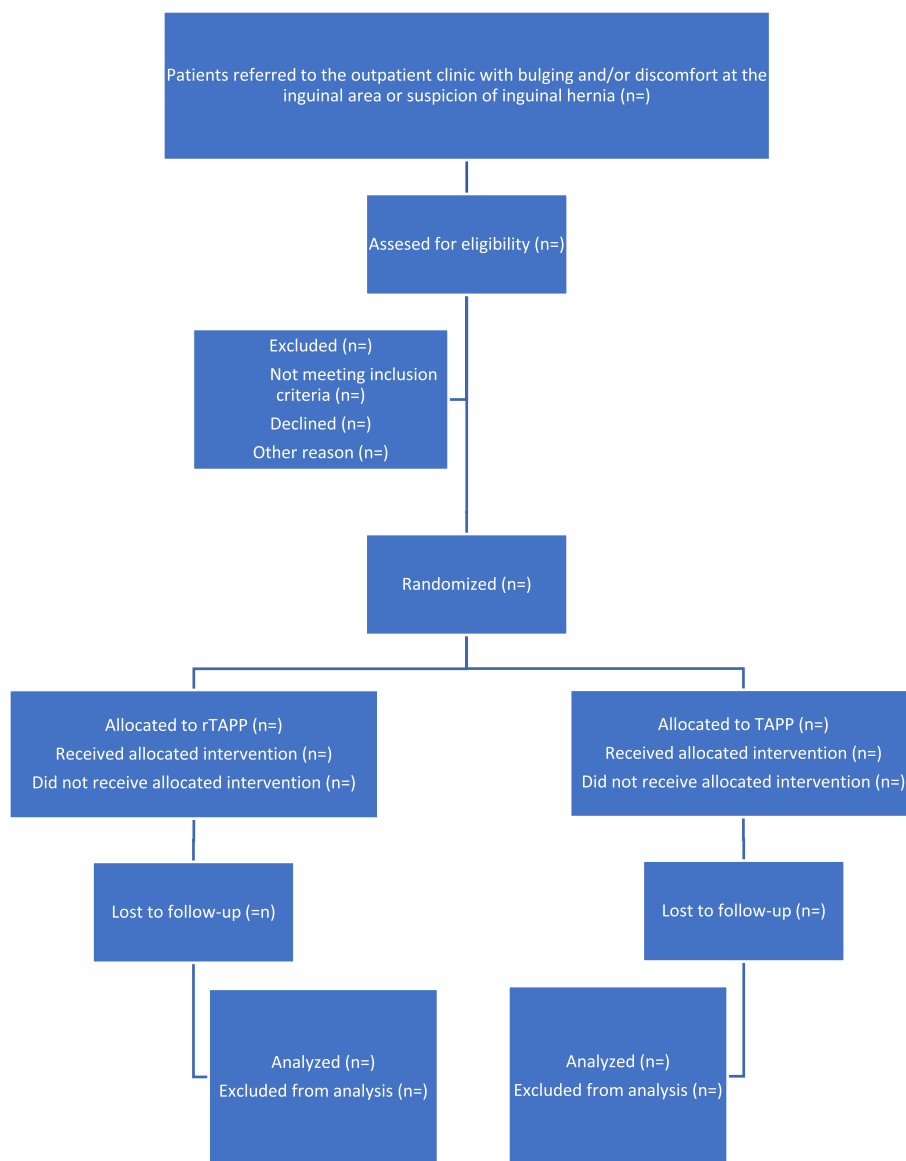 Patients referred to the outpatient clinic with bulging and/or discomfort at the
inguinal area or suspicion of inguinal hernia (n=)
Assesed for eligibility (n=)
Excluded (n=)
Not meeting inclusion
criteria (n=)
Declined (n=)
Other reason (n=)
Randomized (n=)
Allocated to rTAPP (n=)
Received allocated intervention (n=)
Did not receive allocated intervention (n=)
Allocated to TAPP (n=)
Received allocated intervention (n=)
Did not receive allocated intervention (n=)
Lost to follow-up (=n)
Lost to follow-up (n=)
Analyzed (n=)
Excluded from analysis (n=)
Analyzed (n=)
Excluded from analysis (n=)